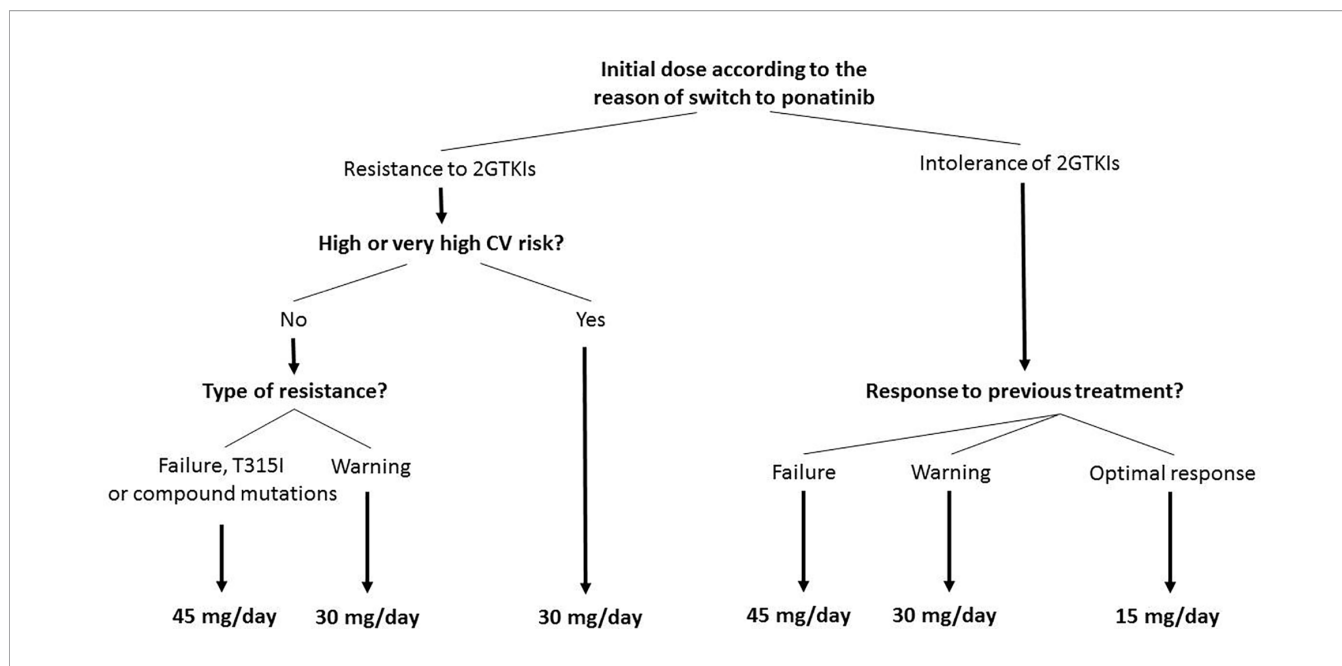 Initial dose according to the
reason of switch to ponatinib
Resistance to 2GTKIs
Intolerance of 2GTKIs
High or very high CV risk?
No
Yes
Type of resistance?
Response to previous treatment?
Failure, T315I
or compound mutations
Warning
Failure
Warning
Optimal response
45 mg/day
30 mg/day
30 mg/day
45 mg/day
30 mg/day
15 mg/day